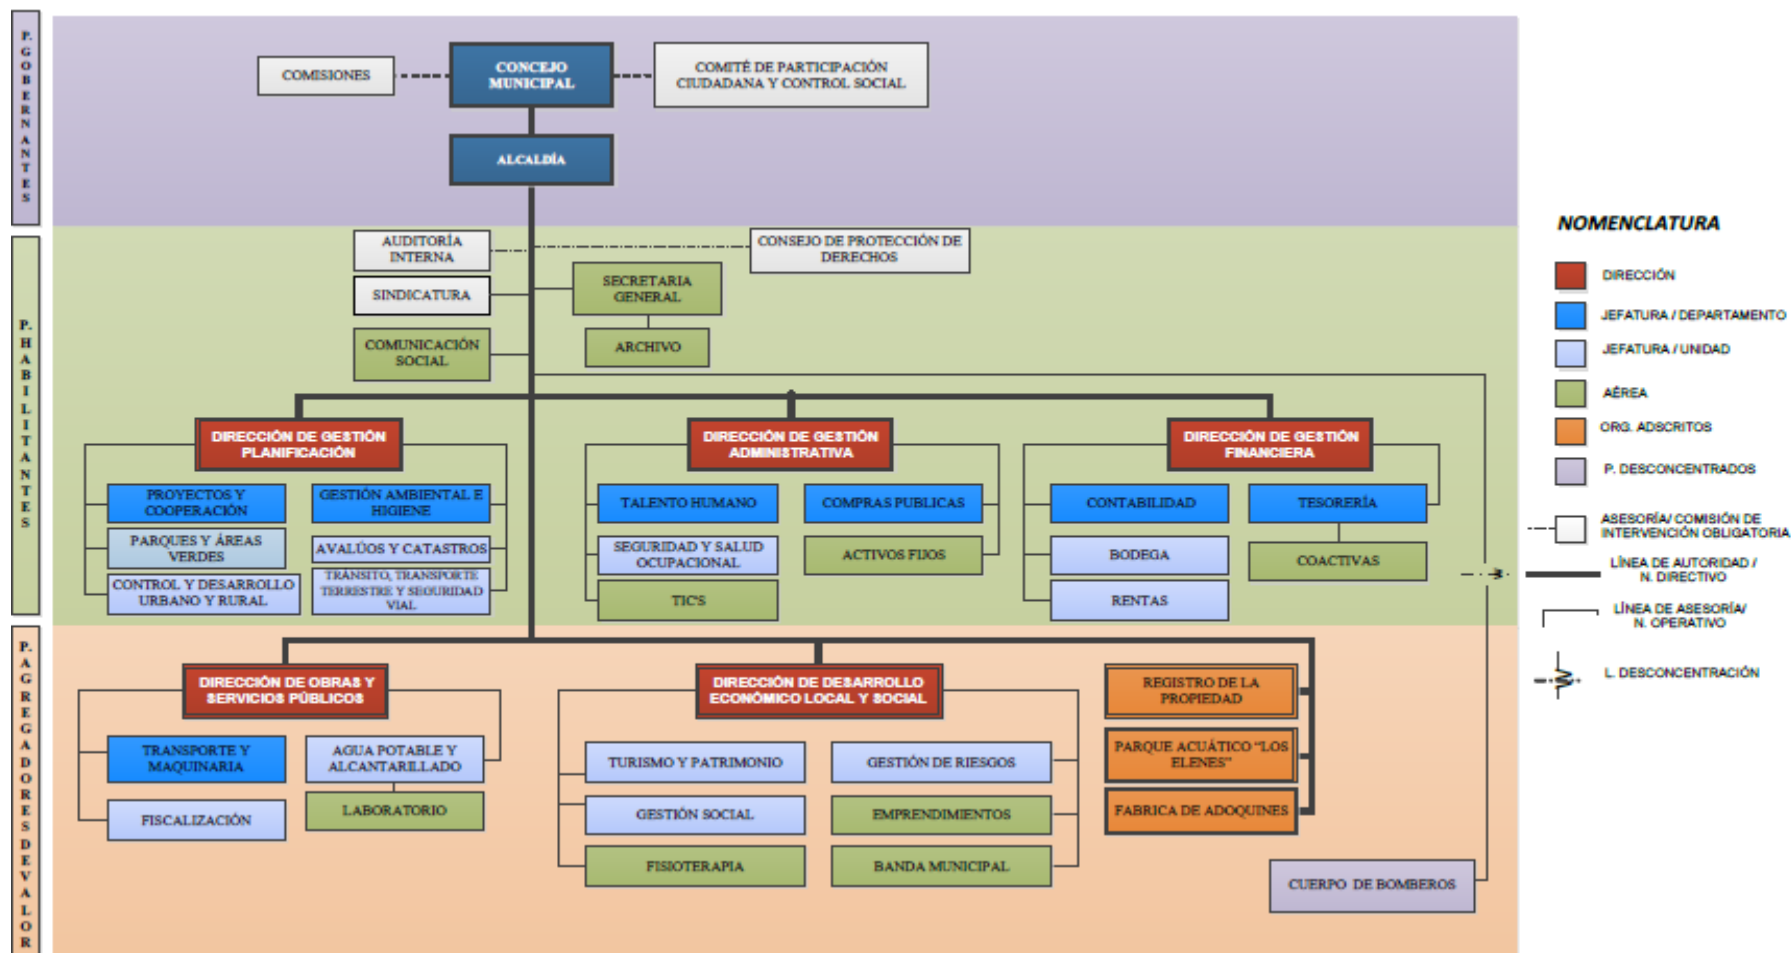 P. GOBERNANTES
COMISIONES
CONCEJO
MUNICIPAL
COMITÉ DE PARTICIPACIÓN
CIUDADANA Y CONTROL SOCIAL
ALCALDÍA
P. HABILITANTES
AUDITORÍA
INTERNA
CONSEJO DE PROTECCIÓN DE
DERECHOS
SINDICATURA
SECRETARIA
GENERAL
COMUNICACIÓN
SOCIAL
ARCHIVO
DIRECCIÓN DE GESTIÓN
PLANIFICACIÓN
DIRECCIÓN DE GESTIÓN
ADMINISTRATIVA
DIRECCIÓN DE GESTIÓN
FINANCIERA
PROYECTOS Y
COOPERACIÓN
GESTIÓN AMBIENTAL E
HIGIENE
PARQUES Y ÁREAS
VERDES
AVALÚOS Y CATASTROS
CONTROL Y DESARROLLO
URBANO Y RURAL
TRÁNSITO, TRANSPORTE
TERRESTRE Y SEGURIDAD
VIAL
TALENTO HUMANO
COMPRAS PUBLICAS
SEGURIDAD Y SALUD
OCUPACIONAL
ACTIVOS FIJOS
TIC'S
CONTABILIDAD
TESORERÍA
BODEGA
COACTIVAS
RENTAS
P. AGREGADORES DE VALOR
DIRECCIÓN DE OBRAS Y
SERVICIOS PÚBLICOS
DIRECCIÓN DE DESARROLLO
ECONÓMICO LOCAL Y SOCIAL
REGISTRO DE LA
PROPIEDAD
TRANSPORTE Y
MAQUINARIA
AGUA POTABLE Y
ALCANTARILLADO
FISCALIZACIÓN
LABORATORIO
TURISMO Y PATRIMONIO
GESTIÓN DE RIESGOS
GESTIÓN SOCIAL
EMPRENDIMIENTOS
FISIOTERAPIA
BANDA MUNICIPAL
PARQUE ACUÁTICO “LOS
ELENES”
FABRICA DE ADOQUINES
CUERPO DE BOMBEROS
NOMENCLATURA
DIRECCIÓN
JEFATURA / DEPARTAMENTO
JEFATURA / UNIDAD
AÉREA
ORG. ADSCRITOS
P. DESCONCENTRADOS
ASESORÍA/ COMISIÓN DE
INTERVENCIÓN OBLIGATORIA
LÍNEA DE AUTORIDAD /
N. DIRECTIVO
LÍNEA DE ASESORÍA/
N. OPERATIVO
L. DESCONCENTRACIÓN